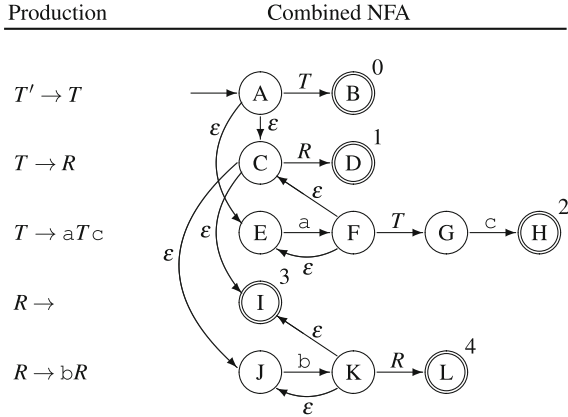 Production Combined NFA
0
T′ → T A T B
ε ε
1
T → R C R D
ε
2
T → aTc E a F T G c H
ε ε ε
3
R → I
ε
4
R → bR J b K R L
ε